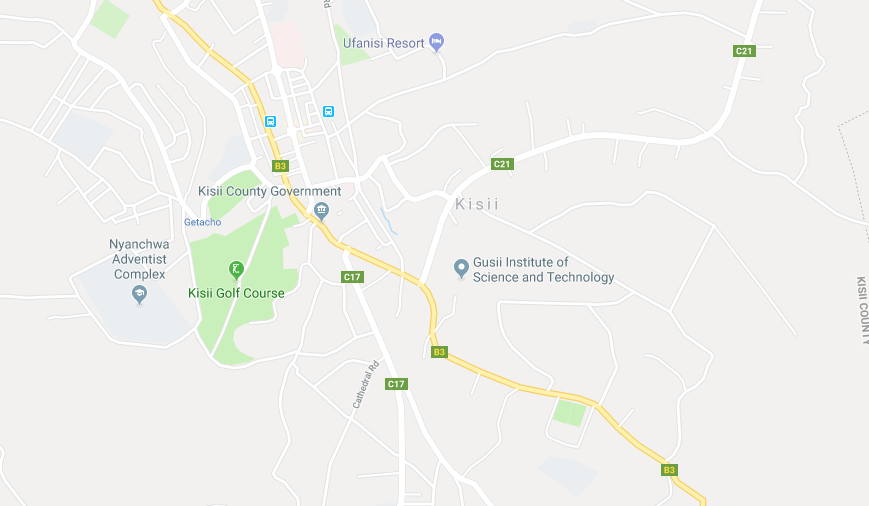 Rd
Ufanisi Resort
C21
B3
C21
Kisii County Government
Kisii
Getacho
Nyanchwa
Adventist
Complex
Gusii Institute of
Science and Technology
C17
Kisii Golf Course
KISII COUNTY
B3
Cathedral Rd
C17
B3